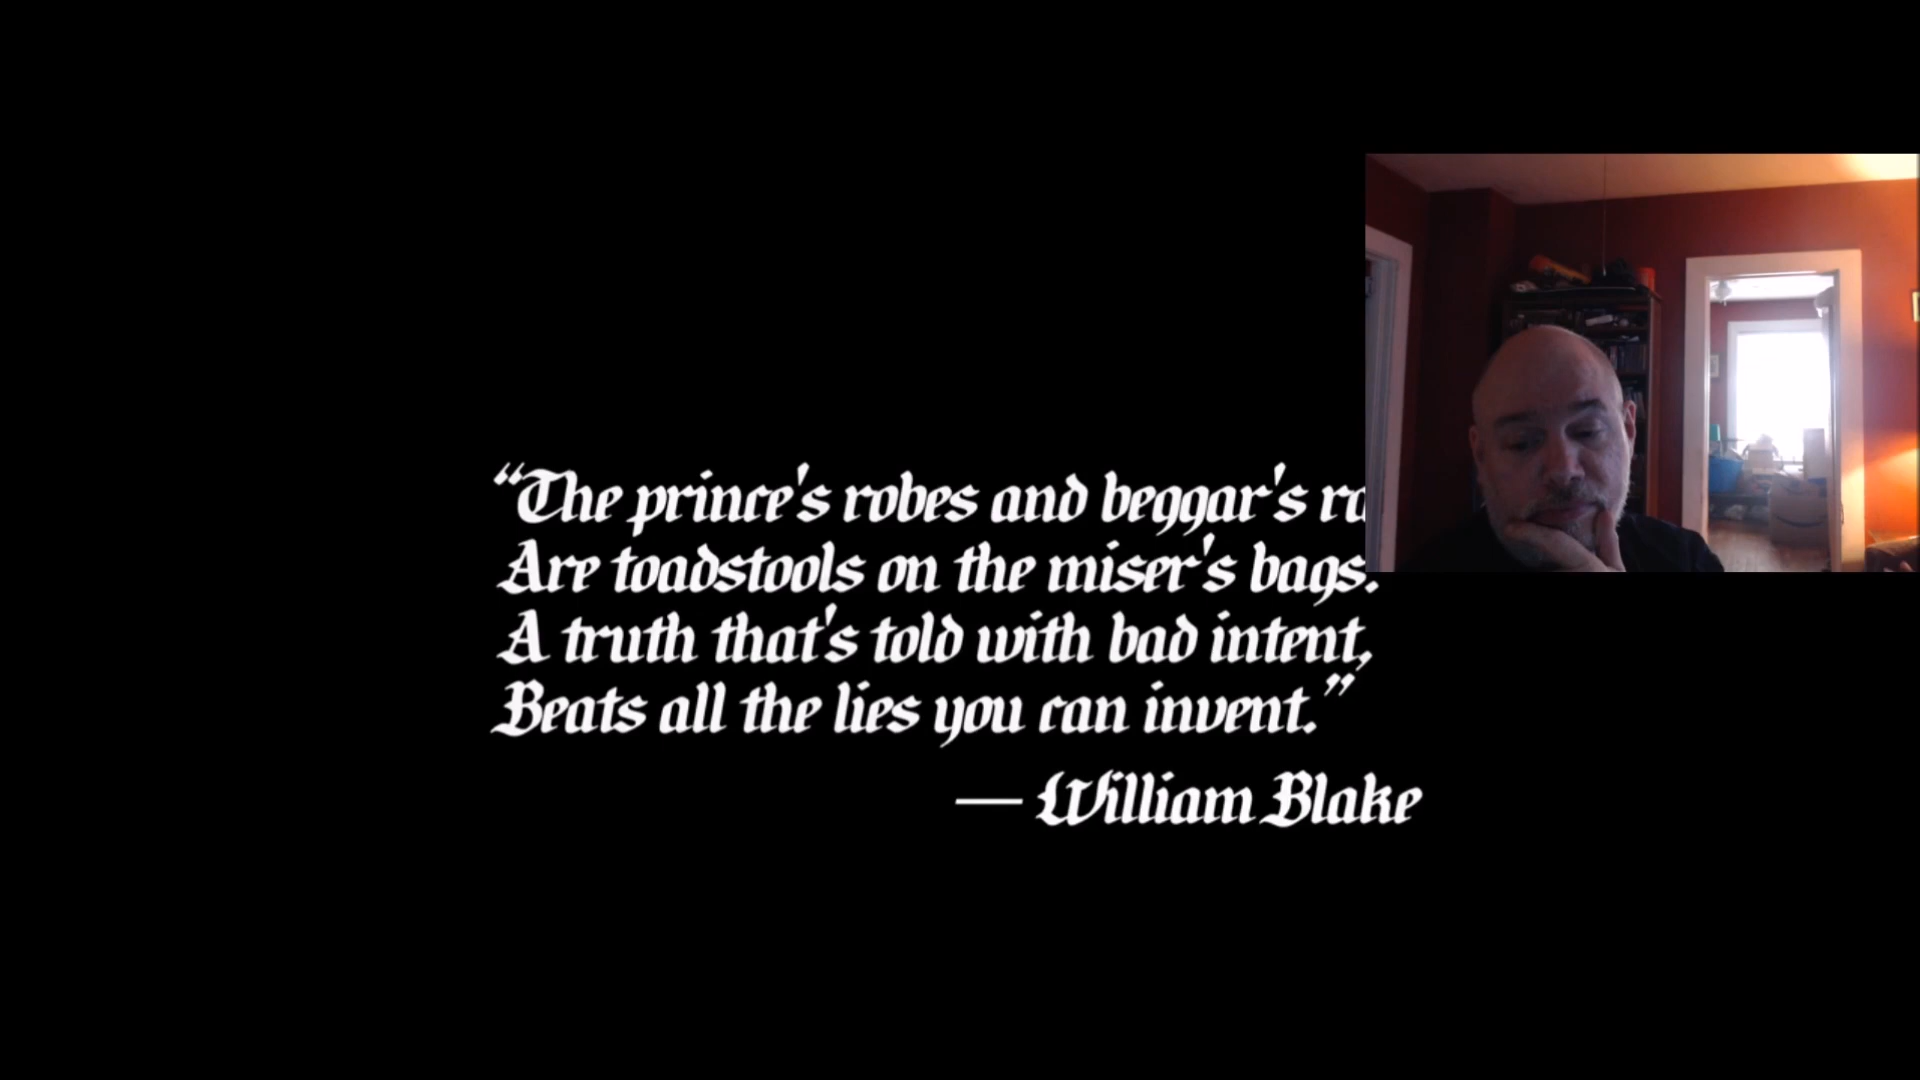 “The prince's robes and beggar's
Are toadstools on the miser's bags.
A truth that's told with bad intent,
Beats all the lies you can invent.”
— William Blake